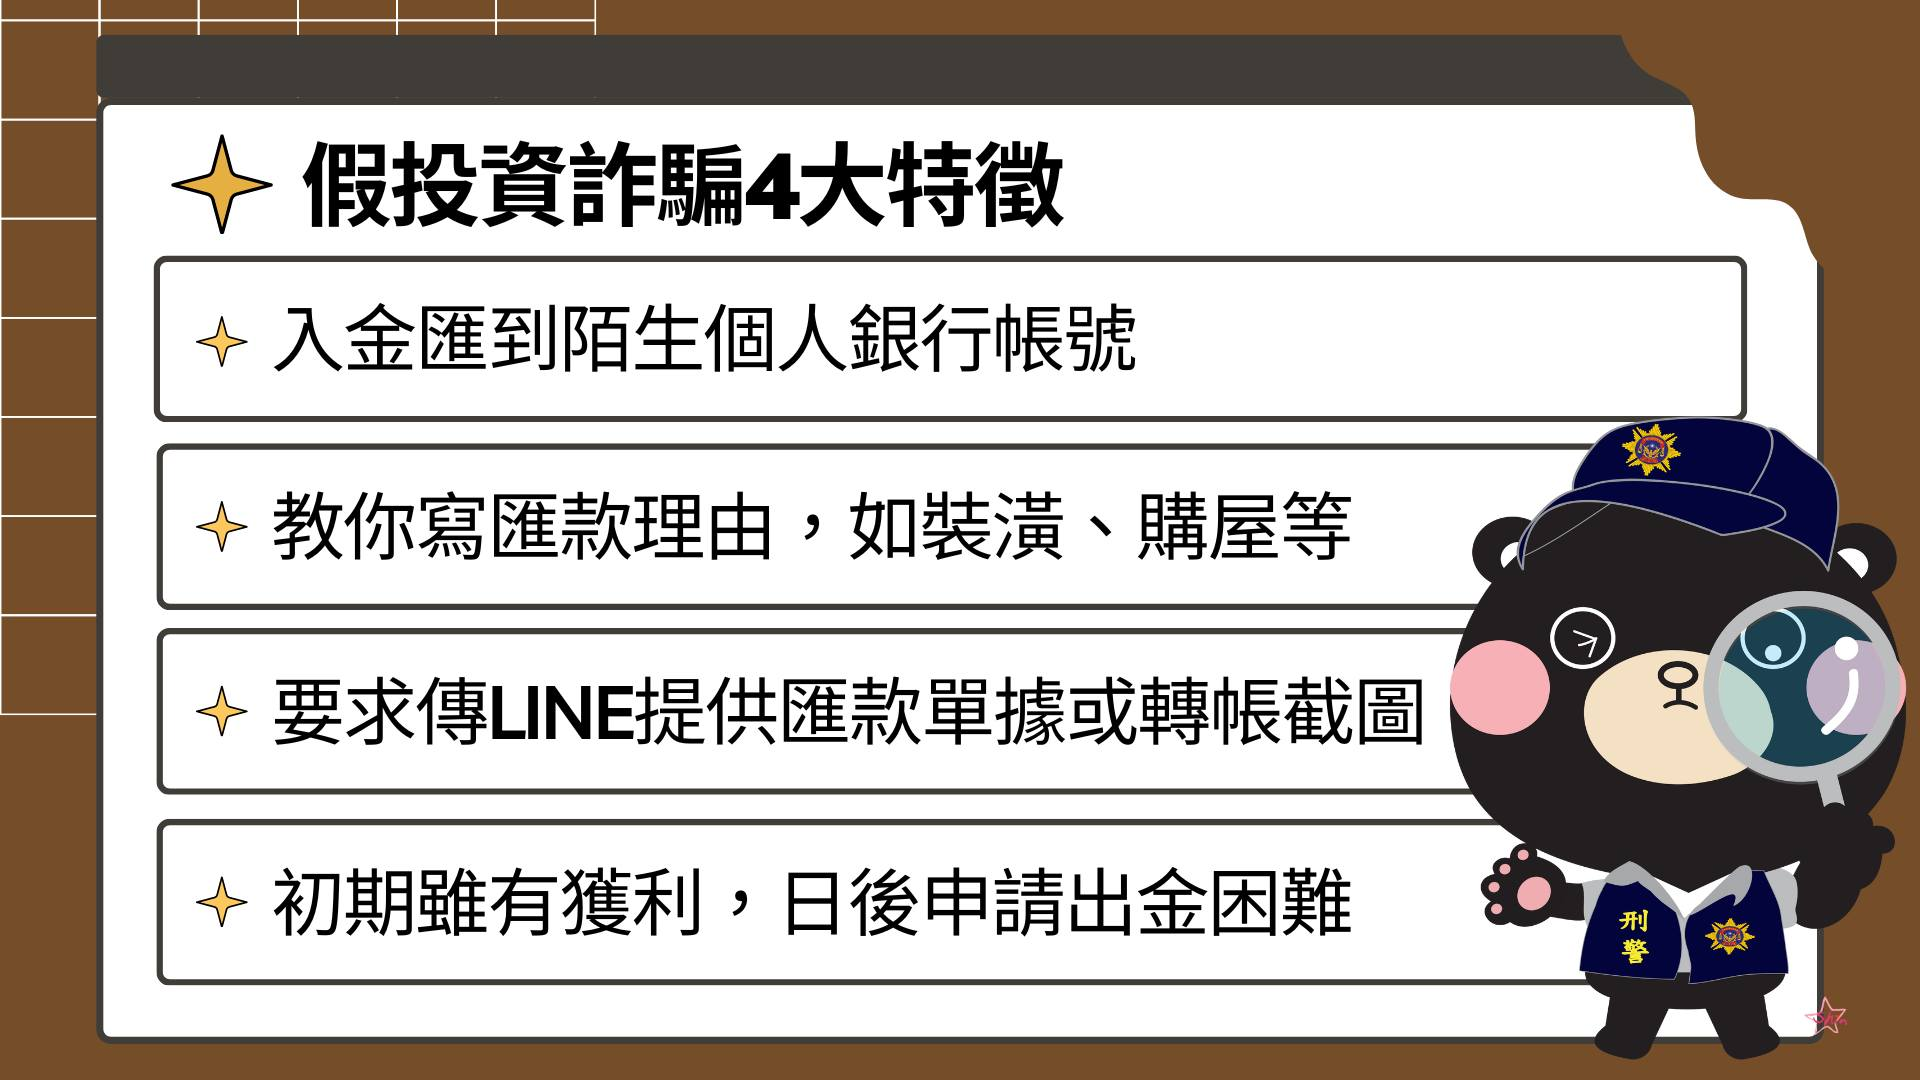 假投資詐騙4大特徵
入金匯到陌生個人銀行帳號
教你寫匯款理由，如裝潢、購屋等
要求傳LINE提供匯款單據或轉帳截圖
初期雖有獲利，日後申請出金困難
刑
警